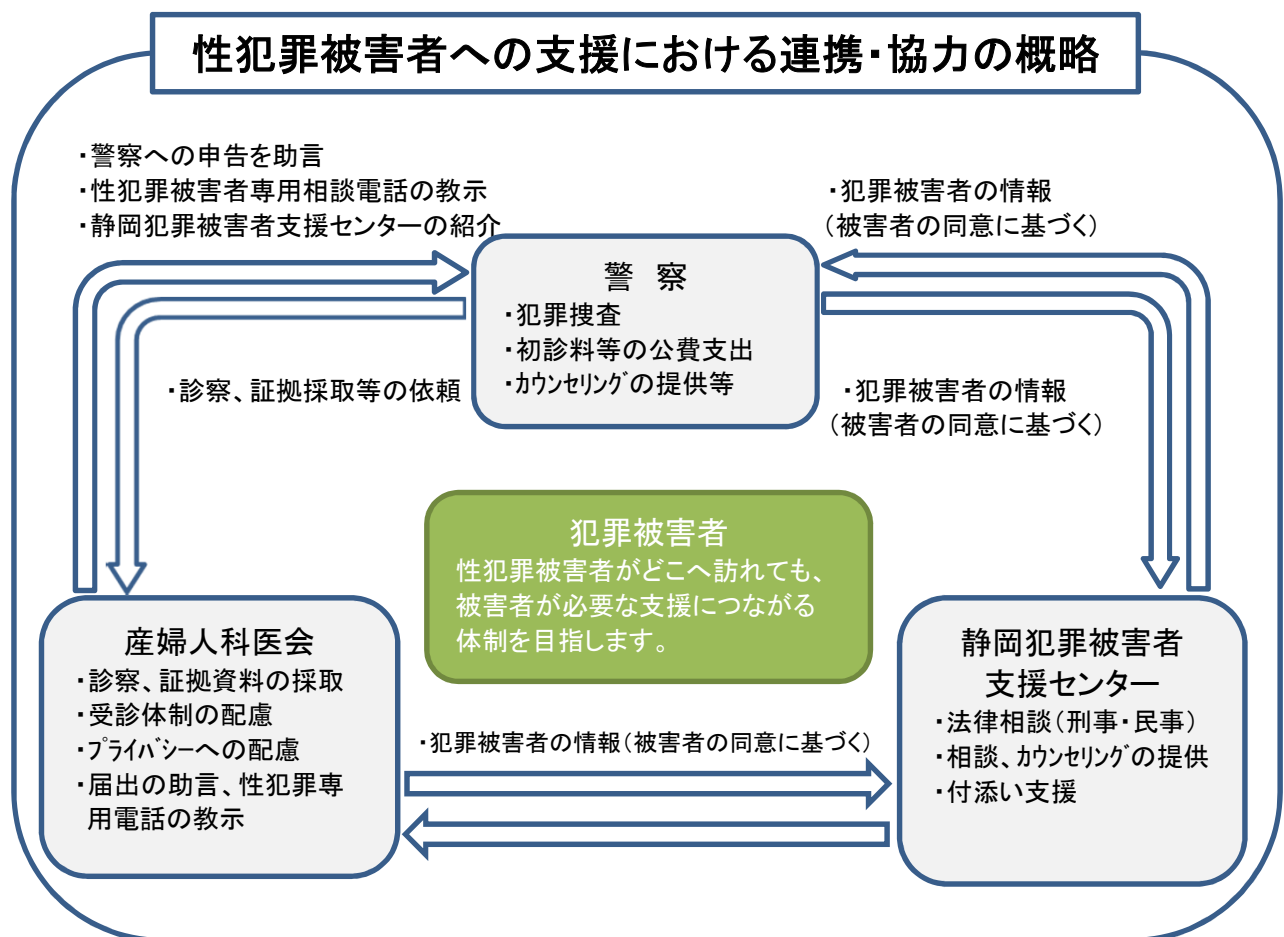 性犯罪被害者への支援における連携・協力の概略
・警察への申告を助言
・性犯罪被害者専用相談電話の教示
・静岡犯罪被害者支援センターの紹介
・犯罪被害者の情報
(被害者の同意に基づく)
警　察
・犯罪捜査
・初診料等の公費支出
・ｶｳﾝｾﾘﾝｸﾞの提供等
・診察、証拠採取等の依頼
・犯罪被害者の情報
(被害者の同意に基づく)
犯罪被害者
性犯罪被害者がどこへ訪れても、
被害者が必要な支援につながる
体制を目指します。
産婦人科医会
・診察、証拠資料の採取
・受診体制の配慮
・ﾌﾟﾗｲﾊﾞｼｰへの配慮
・届出の助言、性犯罪専
用電話の教示
・犯罪被害者の情報(被害者の同意に基づく)
静岡犯罪被害者
支援センター
・法律相談(刑事・民事)
・相談、ｶｳﾝｾﾘﾝｸﾞの提供
・付添い支援